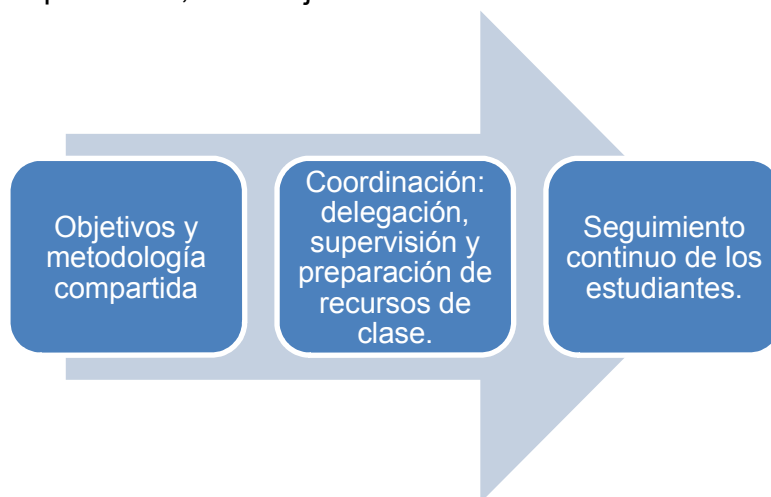 Objetivos y
metodología
compartida
Coordinación:
delegación,
supervisión y
preparación de
recursos de
clase.
Seguimiento
continuo de los
estudiantes.